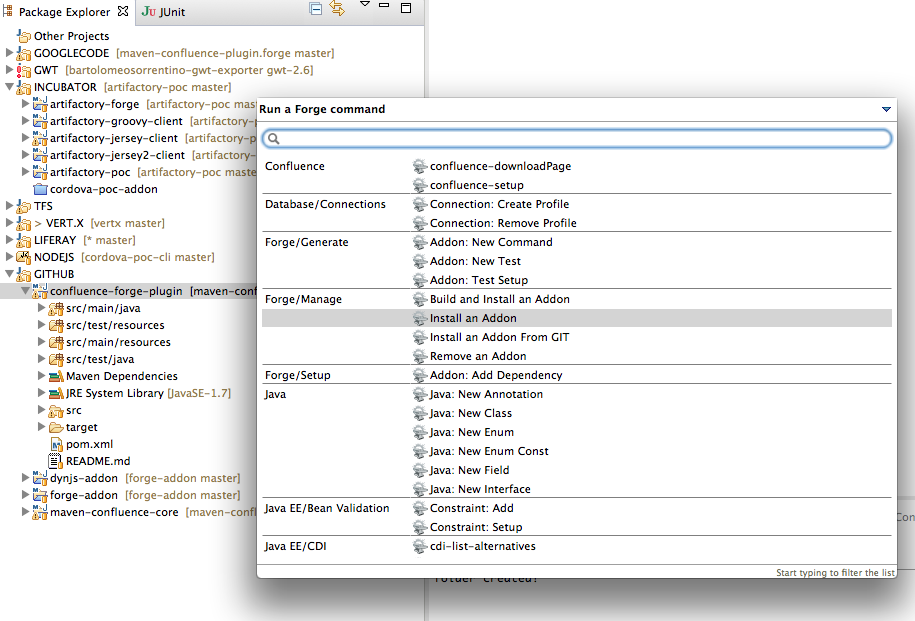 Package Explorer
JUnit
Other Projects
GOOGLECODE [maven-confluence-plugin.forge master]
GWT [bartolomeosorrentino-gwt-exporter gwt-2.6]
INCUBATOR [artifactory-poc master]
artifactory-forge [artifactory-poc mast
artifactory-groovy-client [artifactory-p
artifactory-jersey-client [artifactory-p
artifactory-jersey2-client [artifactory-
artifactory-poc [artifactory-poc maste
cordova-poc-addon
TFS
> VERT.X [vertx master]
LIFERAY [* master]
NODEJS [cordova-poc-cli master]
GITHUB
confluence-forge-plugin [maven-conf
src/main/java
src/test/resources
src/main/resources
src/test/java
Maven Dependencies
JRE System Library [JavaSE-1.7]
src
target
pom.xml
README.md
dynjs-addon [forge-addon master]
forge-addon [forge-addon master]
maven-confluence-core [maven-confl
Run a Forge command
Confluence confluence-downloadPage
confluence-setup
Database/Connections Connection: Create Profile
Connection: Remove Profile
Forge/Generate Addon: New Command
Addon: New Test
Addon: Test Setup
Forge/Manage Build and Install an Addon
Install an Addon
Install an Addon From GIT
Remove an Addon
Forge/Setup Addon: Add Dependency
Java Java: New Annotation
Java: New Class
Java: New Enum
Java: New Enum Const
Java: New Field
Java: New Interface
Java EE/Bean Validation Constraint: Add
Constraint: Setup
Java EE/CDI cdi-list-alternatives
Start typing to filter the list
Con